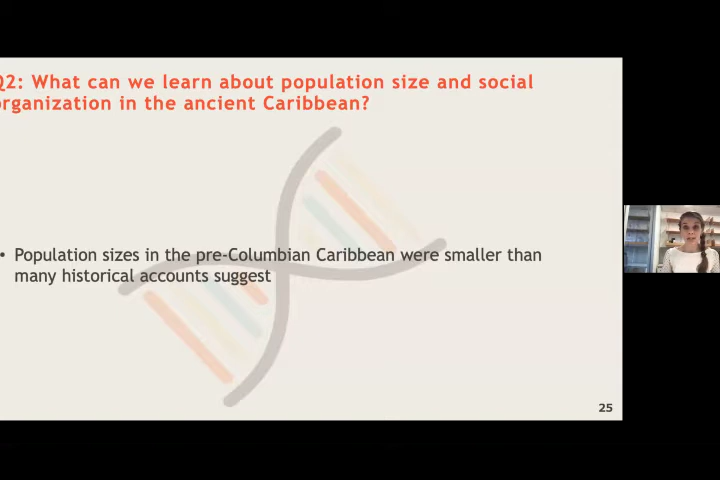 Q2: What can we learn about population size and social
organization in the ancient Caribbean?
• Population sizes in the pre-Columbian Caribbean were smaller than
many historical accounts suggest
25